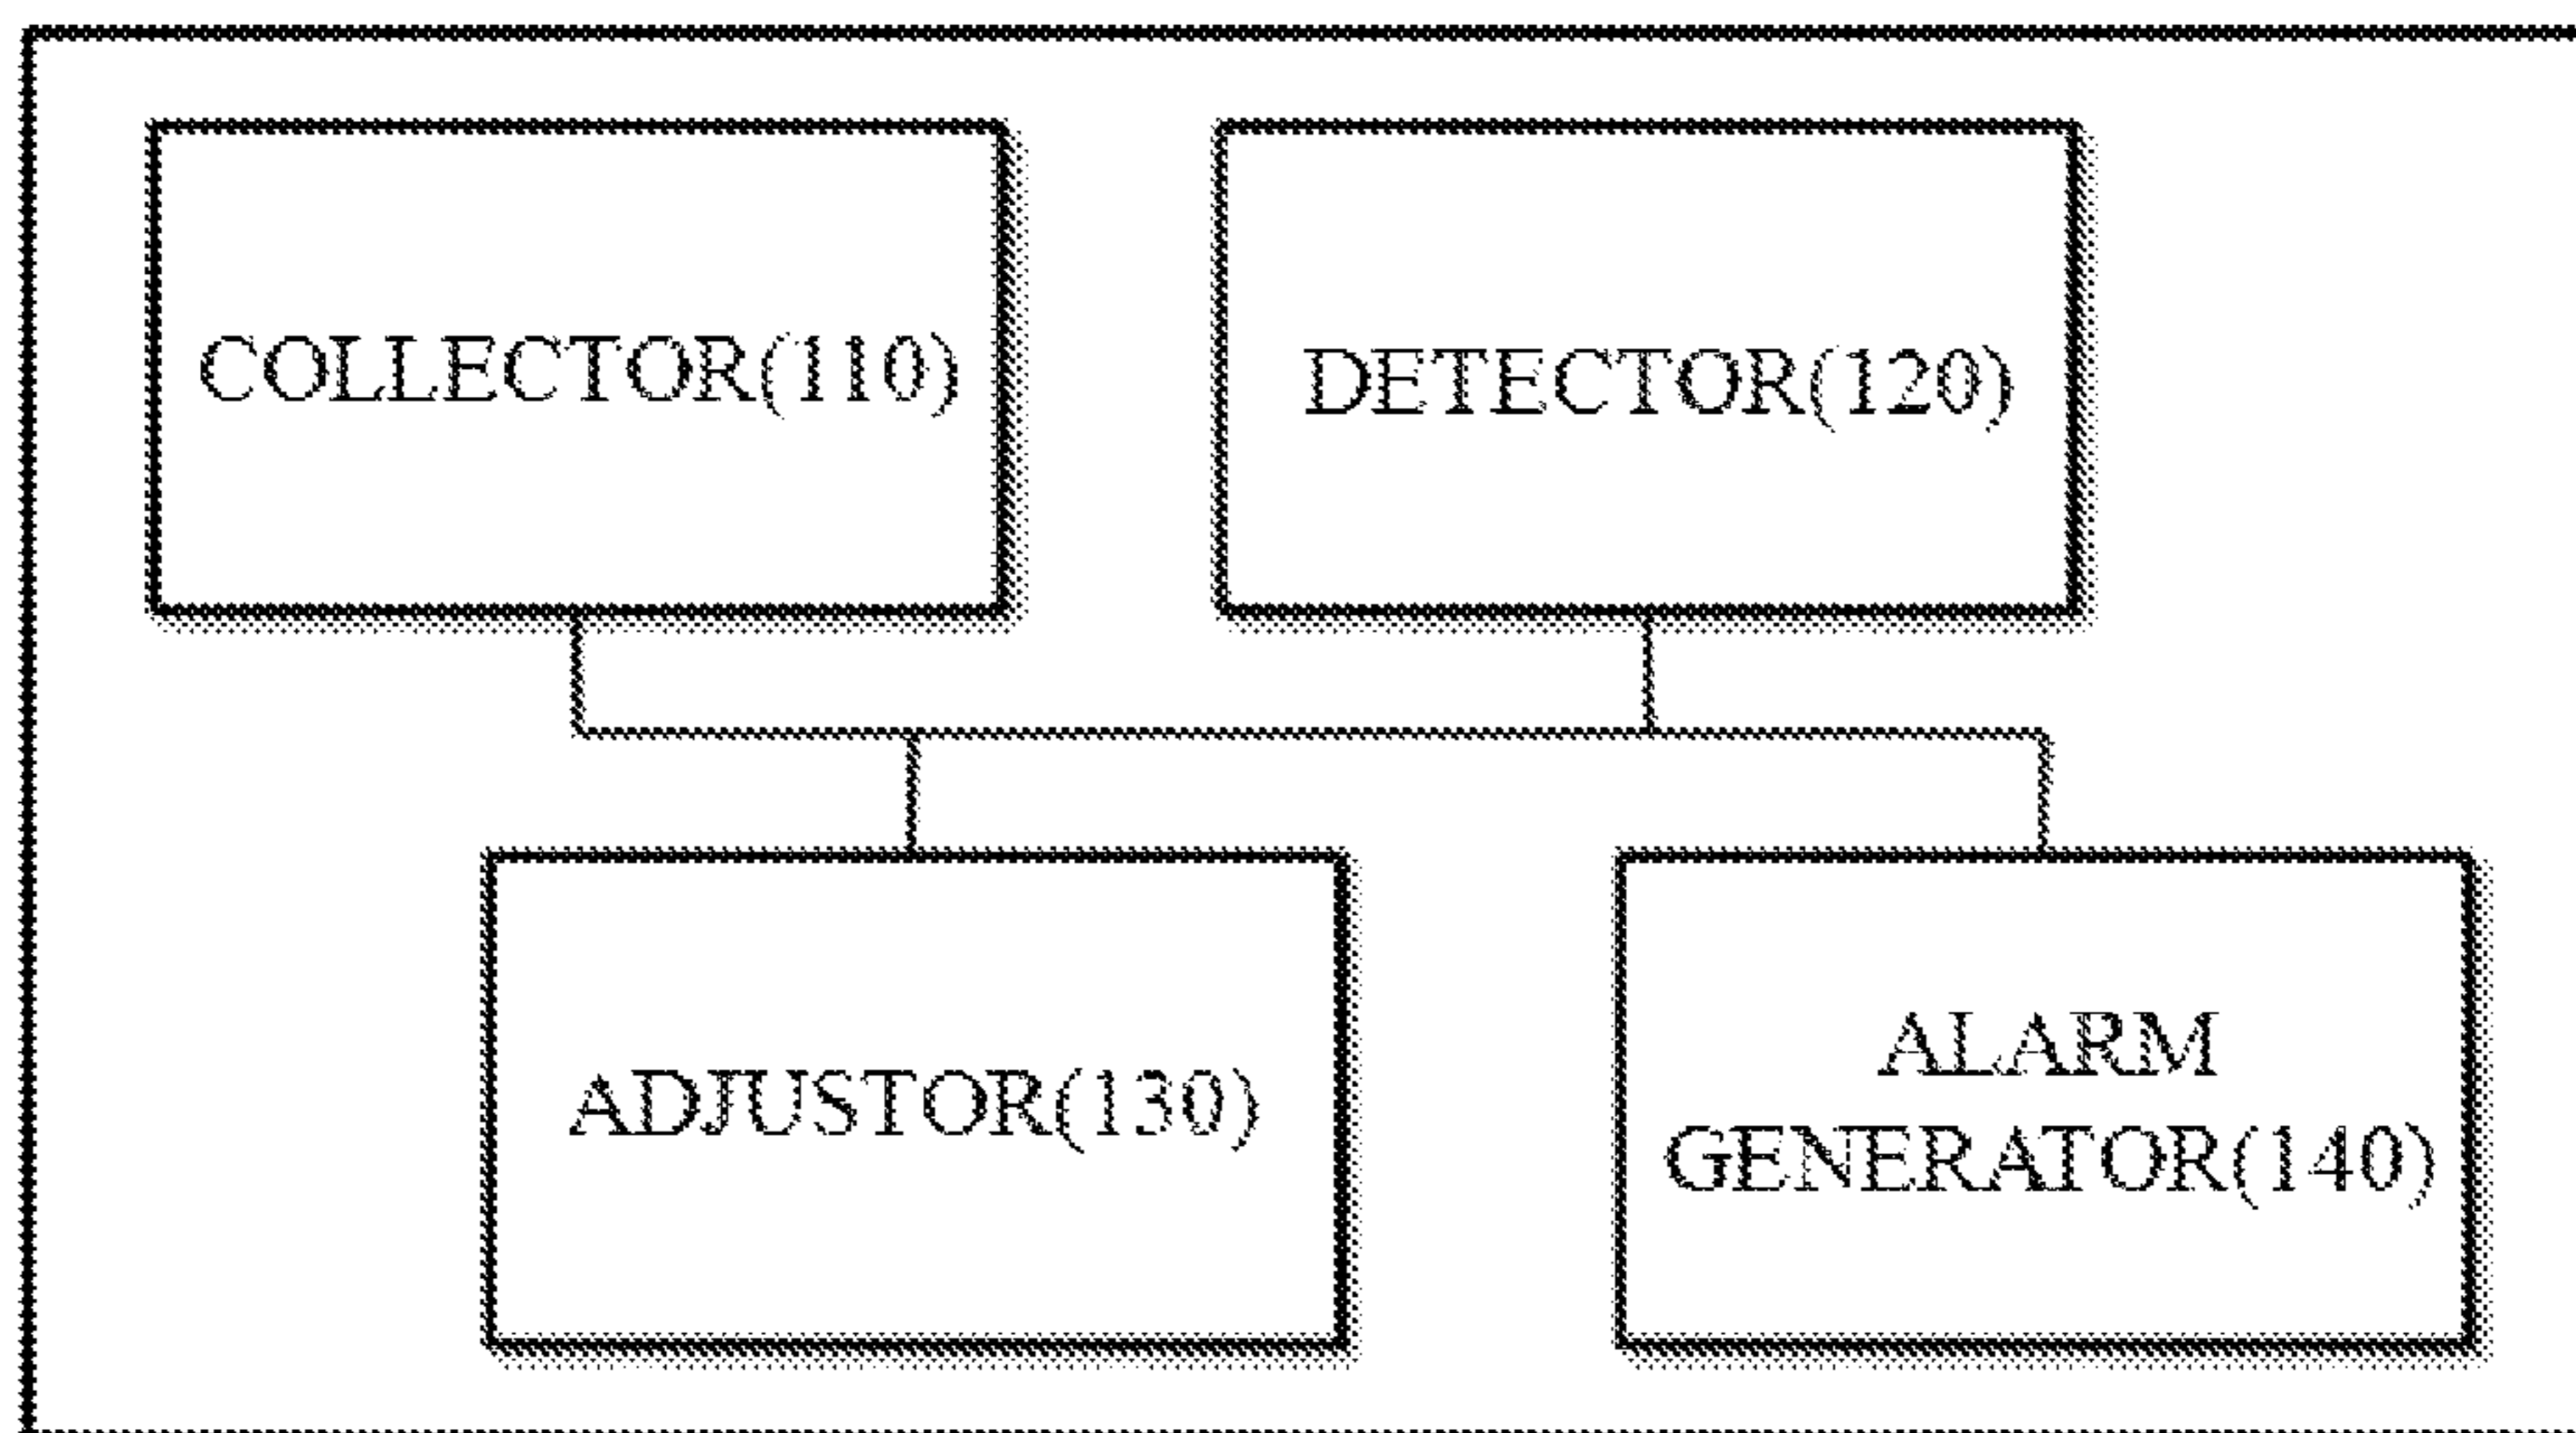 COLLECTOR(110)
DETECTOR(120)
ADJUSTOR(130)
ALARM
GENERATOR(140)